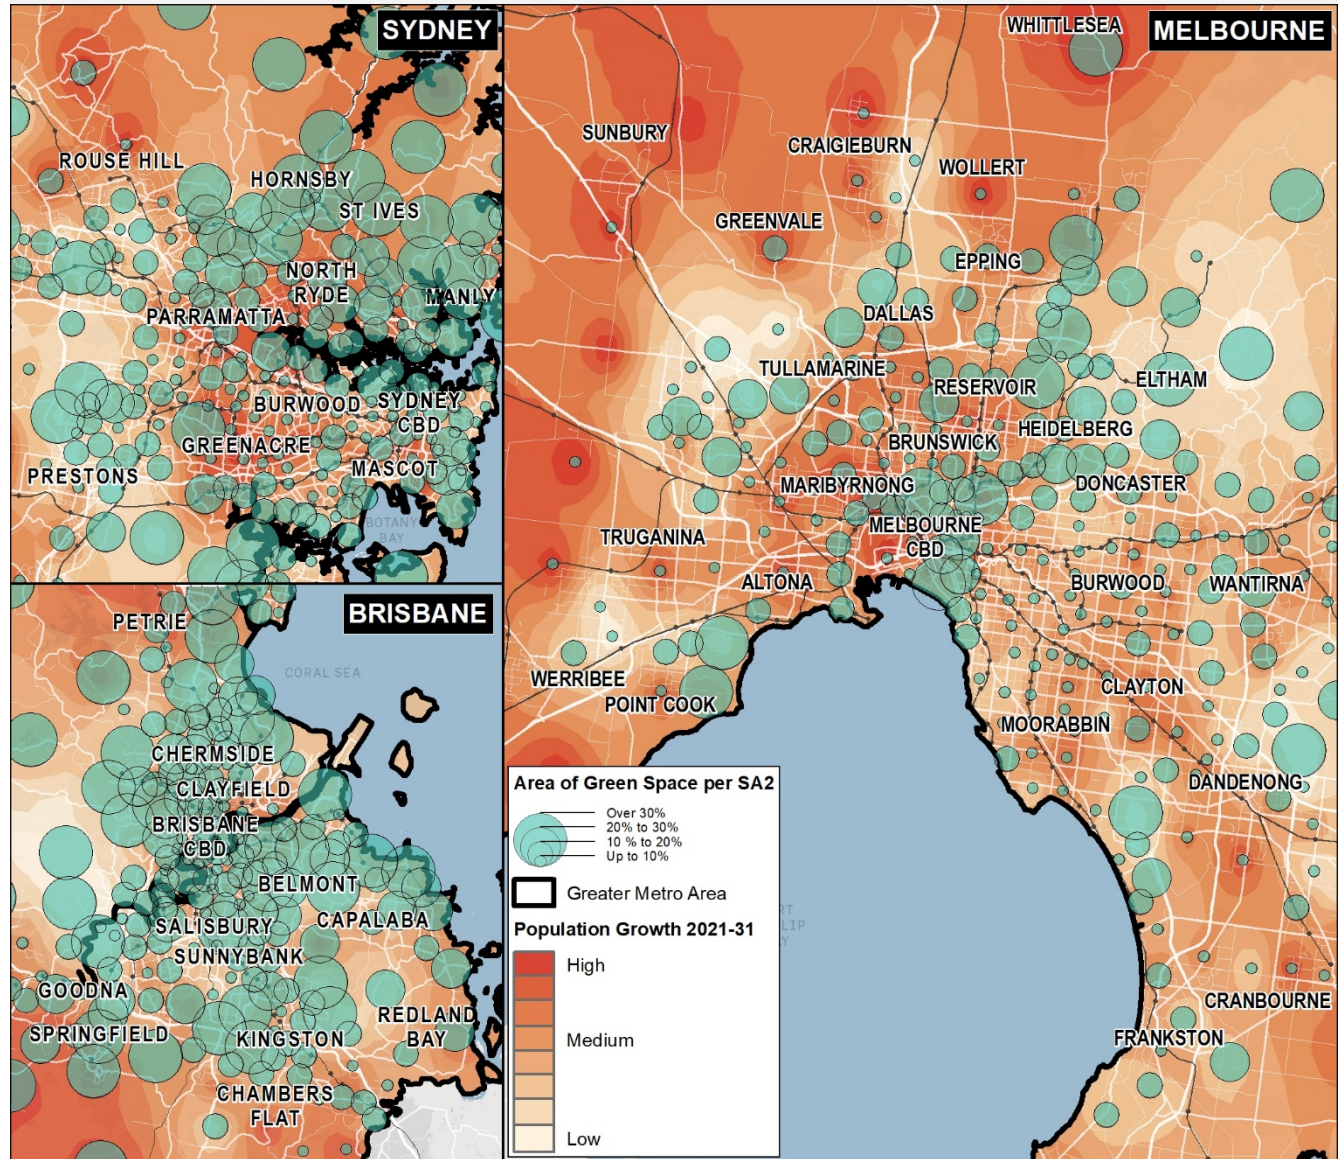 SYDNEY
ROUSE HILL
HORNSBY
ST IVES
NORTH
RYDE
MANLY
PARRAMATTA
BURWOOD
SYDNEY
CBD
GREENACRE
MASCOT
PRESTONS
BOTANY
BAY
BRISBANE
PETRIE
CORAL SEA
CHERMSIDE
CLAYFIELD
BRISBANE
CBD
BELMONT
CAPALABA
SALISBURY
SUNNYBANK
GOODNA
SPRINGFIELD
KINGSTON
REDLAND
BAY
CHAMBERS
FLAT
MELBOURNE
WHITTLESEA
SUNBURY
CRAIGIEBURN
WOLLERT
GREENVALE
EPPING
DALLAS
TULLAMARINE
RESERVOIR
ELTHAM
BRUNSWICK
HEIDELBERG
MARIBYRNONG
DONCASTER
MELBOURNE
CBD
TRUGANINA
ALTONA
BURWOOD
WANTIRNA
WERRIBEE
POINT COOK
CLAYTON
MOORABBIN
DANDENONG
CRANBOURNE
FRANKSTON
Area of Green Space per SA2
Over 30%
20% to 30%
10 % to 20%
Up to 10%
Greater Metro Area
Population Growth 2021-31
High
Medium
Low